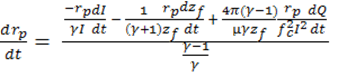 dr_p/dt = ((-r_p dI)/(γI dt) - 1/(γ+1) (r_p dz_f)/(z_f dt) + (4π(γ-1))/(μγz_f) (r_p dQ)/(f_c^2 I^2 dt)) / ((γ-1)/γ)